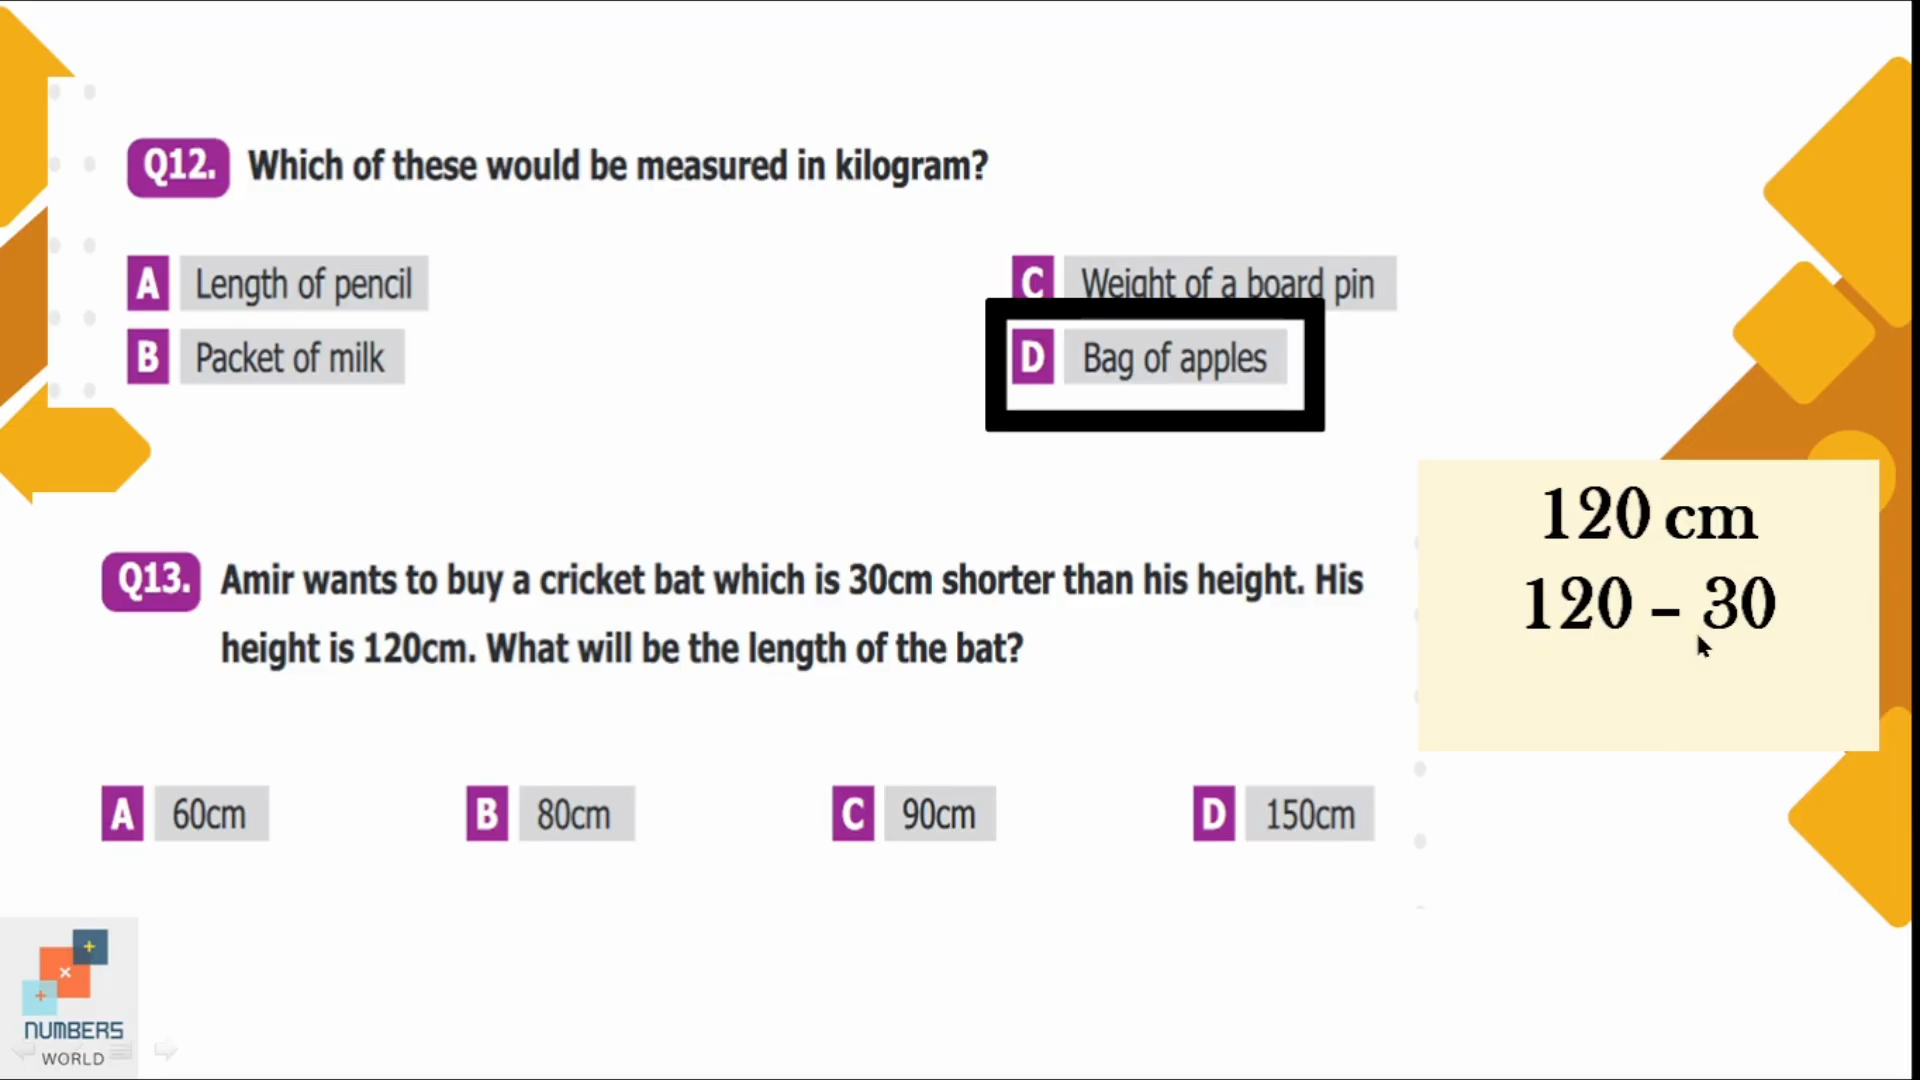 Q12. Which of these would be measured in kilogram?
A Length of pencil
C Weight of a board pin
B Packet of milk
D Bag of apples
120 cm
120 – 30
Q13. Amir wants to buy a cricket bat which is 30cm shorter than his height. His
height is 120cm. What will be the length of the bat?
A 60cm
B 80cm
C 90cm
D 150cm
NUMBERS
WORLD